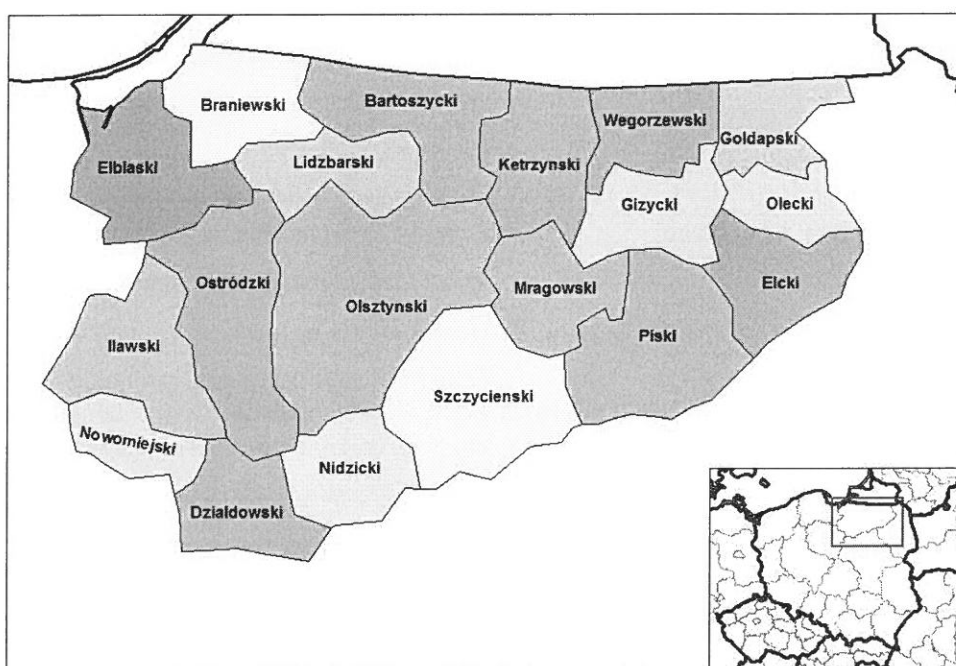 Braniewski
Bartoszycki
Wegorzewski
Goldapski
Elblaski
Lidzbarski
Ketrzynski
Gizycki
Olecki
Ostródzki
Olsztynski
Mragowski
Elcki
Ilawski
Piski
Szczycienski
Nowomiejski
Nidzicki
Dzialdowski